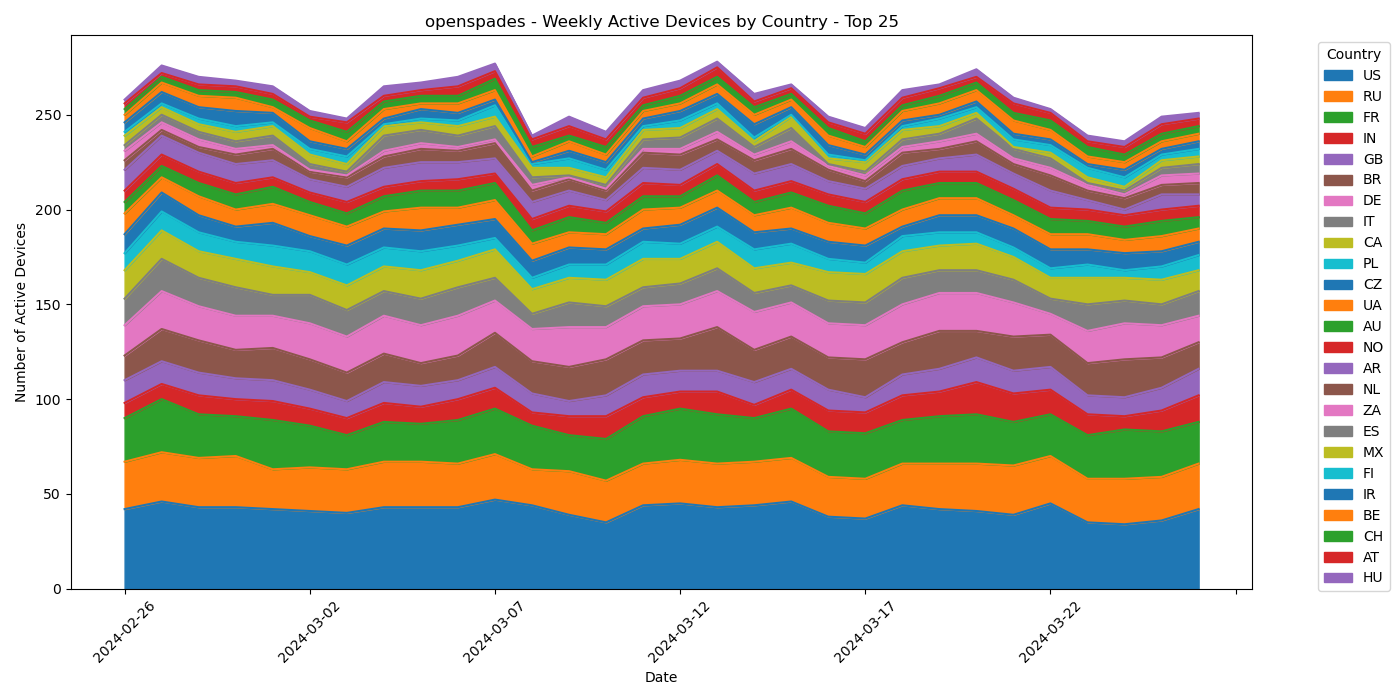 openspades - Weekly Active Devices by Country - Top 25
Number of Active Devices
250
200
150
100
50
0
2024-02-26
2024-03-02
2024-03-07
2024-03-12
2024-03-17
2024-03-22
Date
Country
US
RU
FR
IN
GB
BR
DE
IT
CA
PL
CZ
UA
AU
NO
AR
NL
ZA
ES
MX
FI
IR
BE
CH
AT
HU